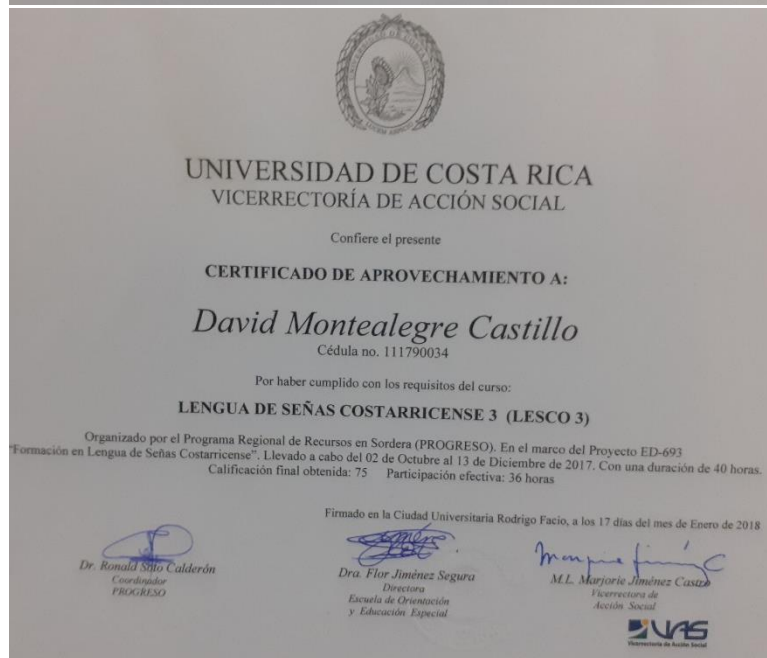 UNIVERSIDAD DE COSTA RICA
VICERRECTORÍA DE ACCIÓN SOCIAL
Confiere el presente
CERTIFICADO DE APROVECHAMIENTO A:
David Montealegre Castillo
Cédula no. 111790034
Por haber cumplido con los requisitos del curso:
LENGUA DE SEÑAS COSTARRICENSE 3 (LESCO 3)
Organizado por el Programa Regional de Recursos en Sordera (PROGRESO). En el marco del Proyecto ED-693
"Formación en Lengua de Señas Costarricense". Llevado a cabo del 02 de Octubre al 13 de Diciembre de 2017. Con una duración de 40 horas.
Calificación final obtenida: 75 Participación efectiva: 36 horas
Firmado en la Ciudad Universitaria Rodrigo Facio, a los 17 días del mes de Enero de 2018
Dr. Ronald Soto Calderón
Coordinador
PROGRESO
Dra. Flor Jiménez Segura
Directora
Escuela de Orientación
y Educación Especial
M.L. Marjorie Jiménez Castro
Vicerrectora de
Acción Social
VAS
Vicerrectoría de Acción Social